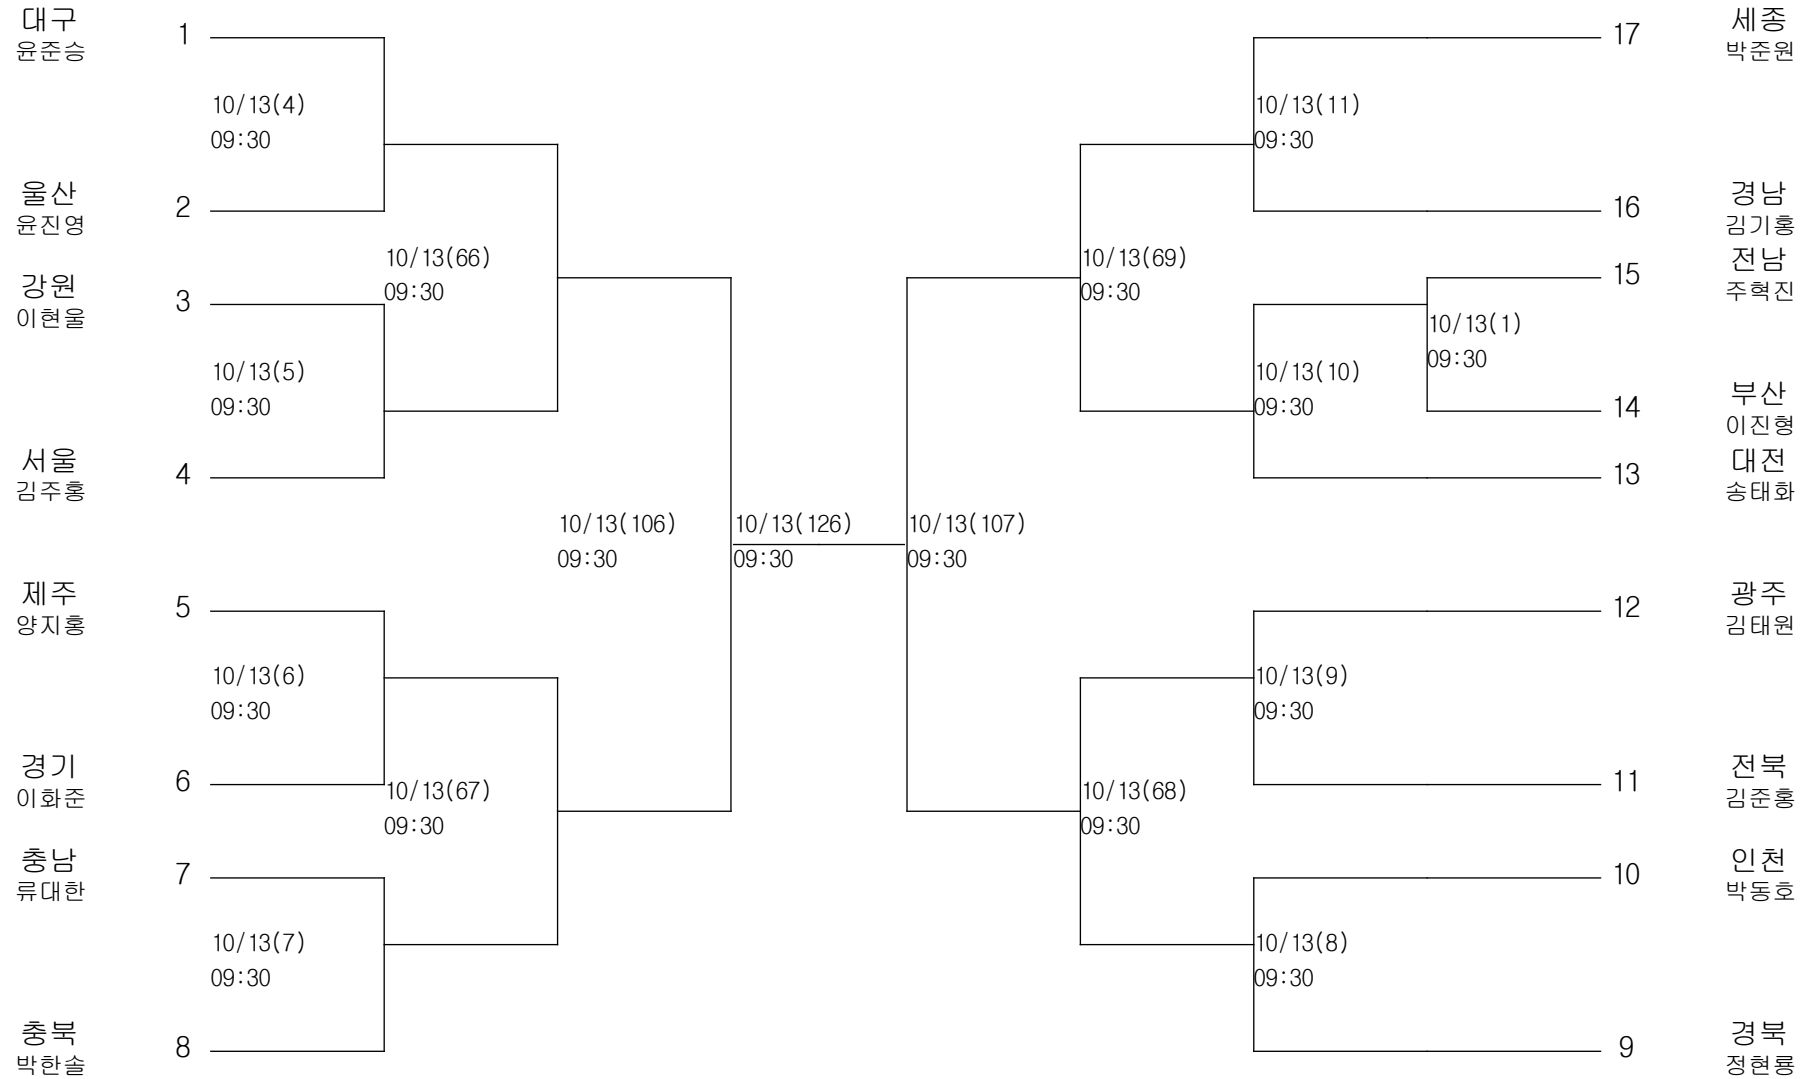 대구
윤준승
1
10/13(4)
09:30
울산
윤진영
2
10/13(66)
09:30
강원
이현울
3
10/13(5)
09:30
서울
김주홍
4
10/13(106)
09:30
제주
양지홍
5
10/13(6)
09:30
경기
이화준
6
10/13(67)
09:30
충남
류대한
7
10/13(7)
09:30
충북
박한솔
8
10/13(126)
09:30
17
세종
박준원
10/13(11)
09:30
16
경남
김기홍
10/13(69)
09:30
15
전남
주혁진
10/13(1)
09:30
10/13(10)
09:30
14
부산
이진형
13
대전
송태화
10/13(107)
09:30
12
광주
김태원
10/13(9)
09:30
11
전북
김준홍
10/13(68)
09:30
10
인천
박동호
10/13(8)
09:30
9
경북
정현룡